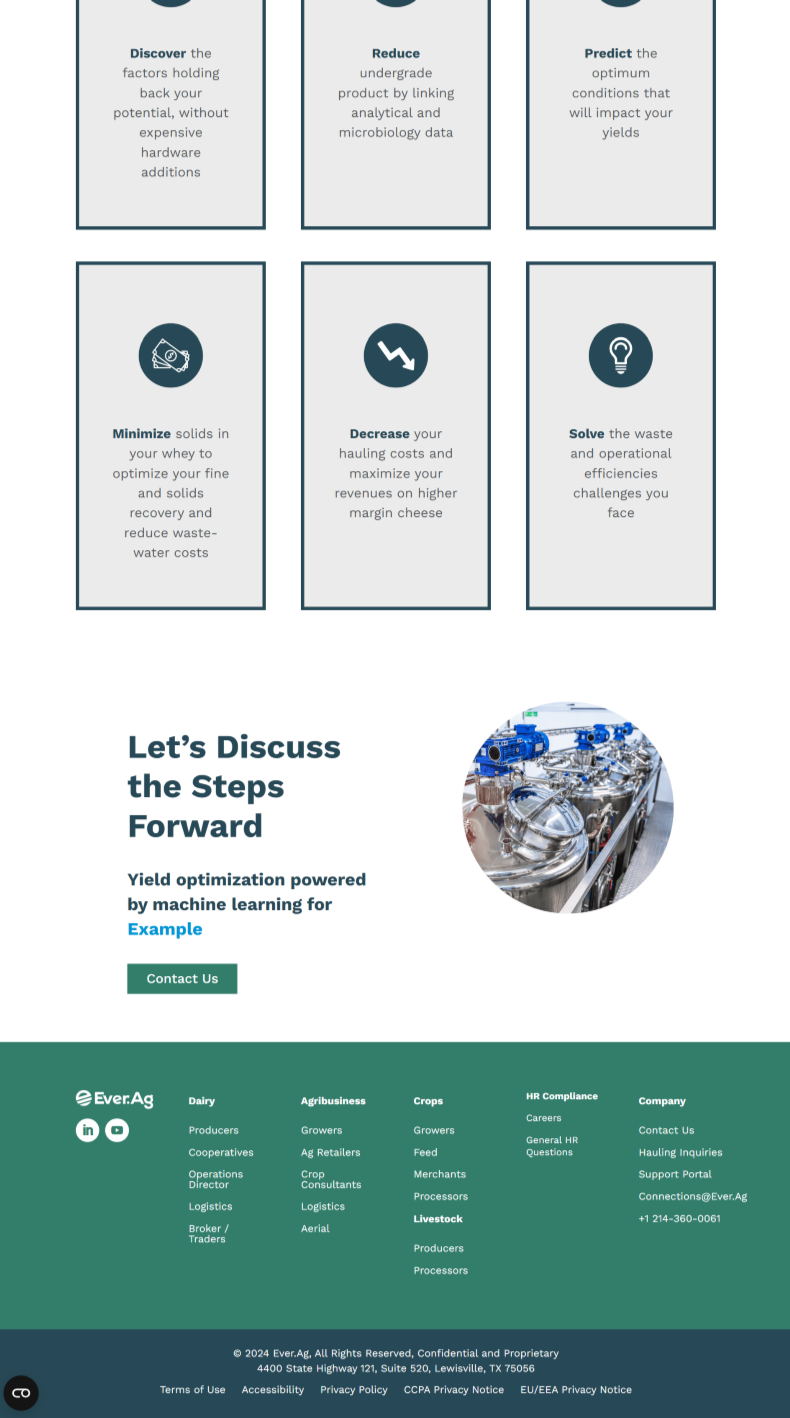 Discover the
factors holding
back your
potential, without
expensive
hardware
additions
Reduce
undergrade
product by linking
analytical and
microbiology data
Predict the
optimum
conditions that
will impact your
yields
Minimize solids in
your whey to
optimize your fine
and solids
recovery and
reduce waste-
water costs
Decrease your
hauling costs and
maximize your
revenues on higher
margin cheese
Solve the waste
and operational
efficiencies
challenges you
face
Let’s Discuss
the Steps
Forward
Yield optimization powered
by machine learning for
Example
Contact Us
Ever.Ag
in
Dairy
Producers
Cooperatives
Operations
Director
Logistics
Broker /
Traders
Agribusiness
Growers
Ag Retailers
Crop
Consultants
Logistics
Aerial
Crops
Growers
Feed
Merchants
Processors
Livestock
Producers
Processors
HR Compliance
Careers
General HR
Questions
Company
Contact Us
Hauling Inquiries
Support Portal
Connections@Ever.Ag
+1 214-360-0061
© 2024 Ever.Ag, All Rights Reserved, Confidential and Proprietary
4400 State Highway 121, Suite 520, Lewisville, TX 75056
Terms of Use Accessibility Privacy Policy CCPA Privacy Notice EU/EEA Privacy Notice